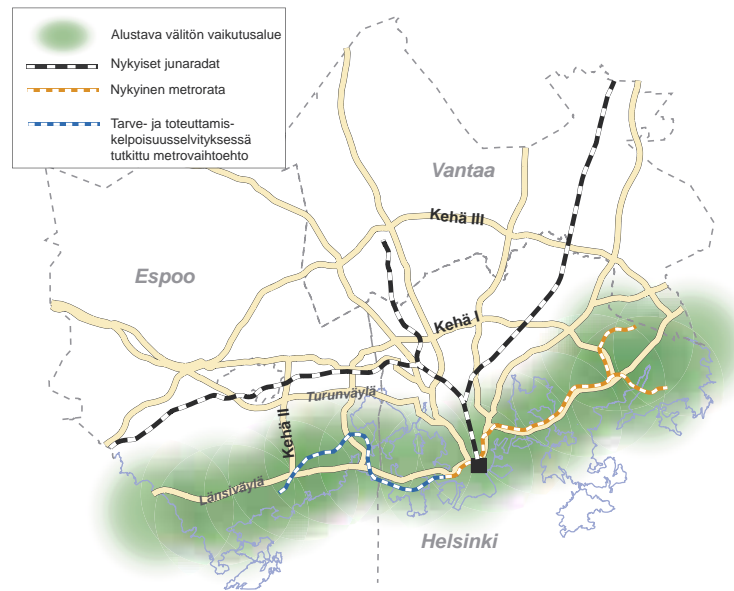 Alustava välitön vaikutusalue
Nykyiset junaradat
Nykyinen metrorata
Tarve- ja toteuttamis-
kelpoisuusselvityksessä
tutkittu metrovaihtoehto
Vantaa
Kehä III
Espoo
Kehä I
Turunväylä
Kehä II
Länsiväytä
Helsinki